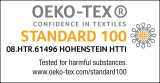 OEKO-TEX®
CONFIDENCE IN TEXTILES
STANDARD 100
08.HTR.61496 HOHENSTEIN HTTI
Tested for harmful substances.
www.oeko-tex.com/standard100